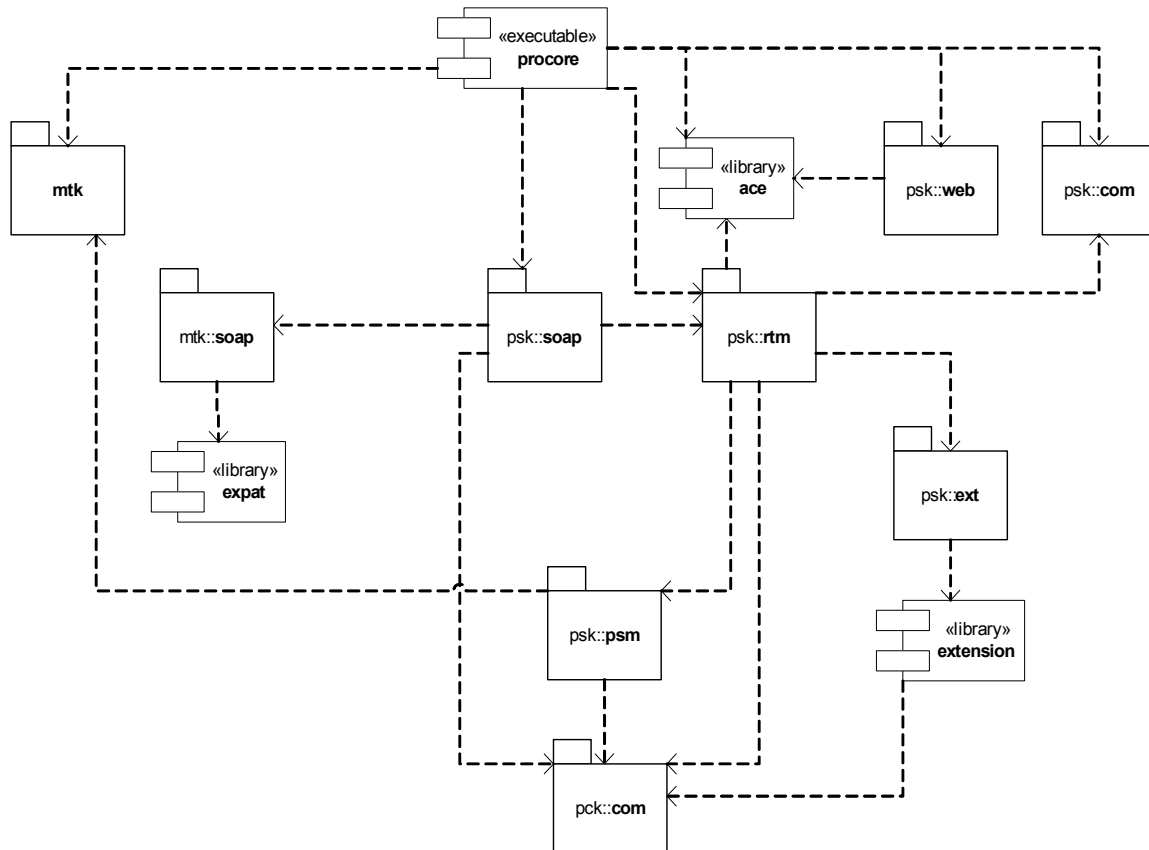 «executable»
procore
mtk
«library»
ace
psk::web
psk::com
mtk::soap
psk::soap
psk::rtm
«library»
expat
psk::ext
«library»
extension
psk::psm
pck::com